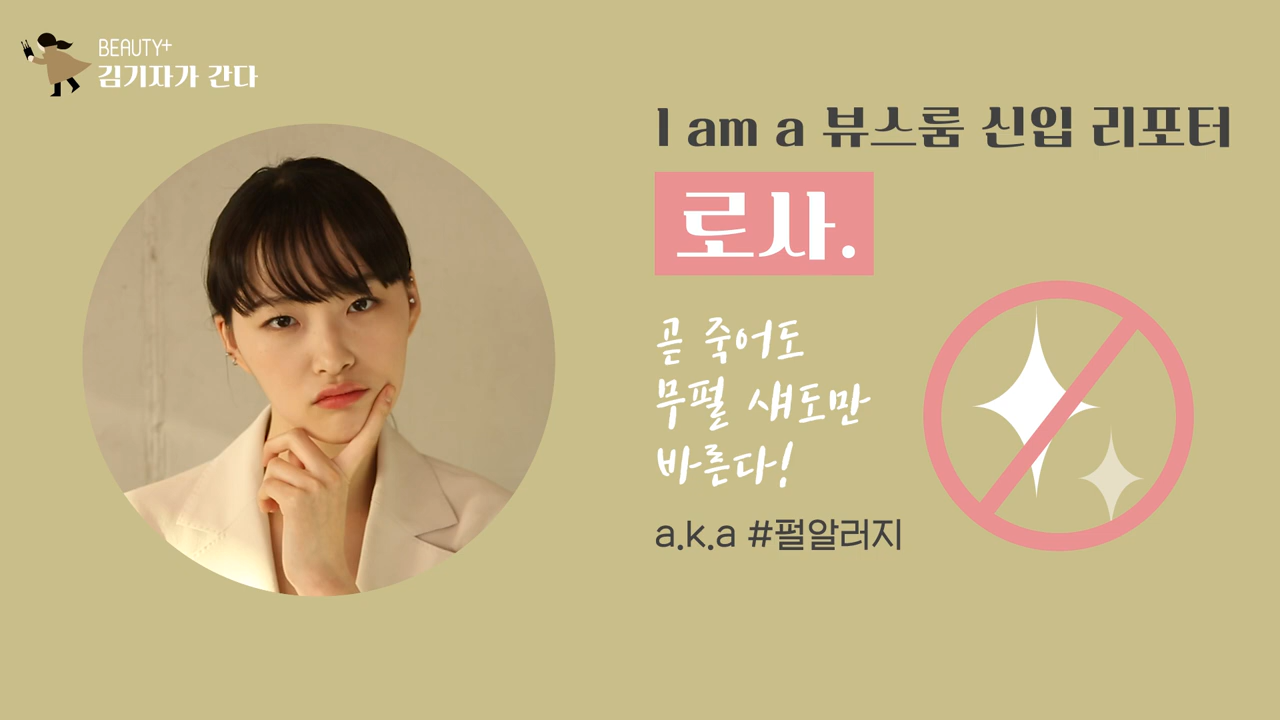 BEAUTY+
김기자가 간다
I am a 뷰스룸 신입 리포터
로사.
곧 죽어도
무펄 섀도만
바른다!
a.k.a #펄알러지